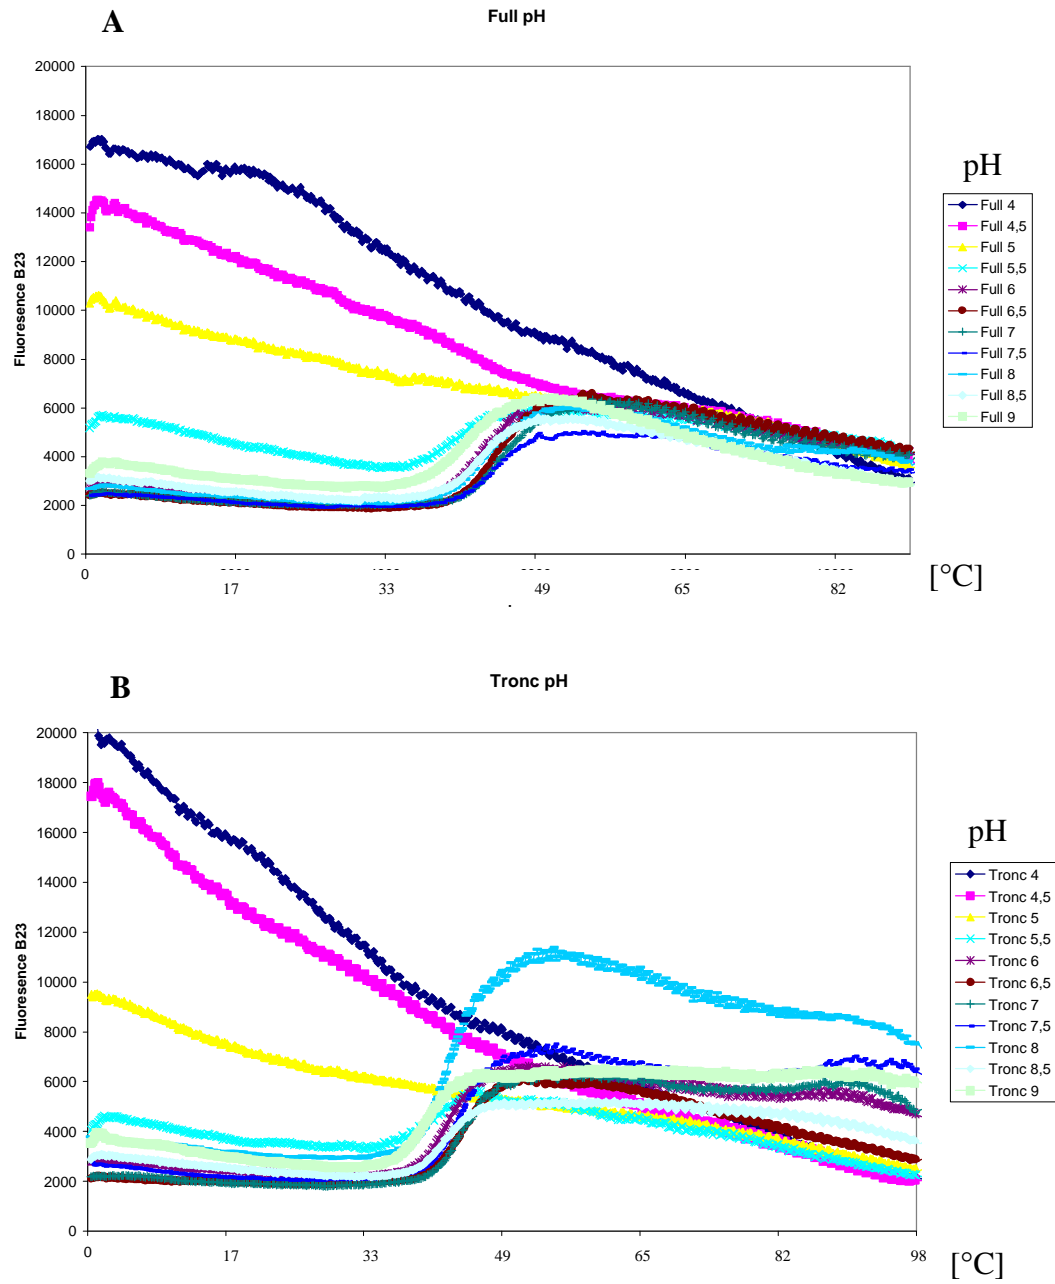 A
Full pH
20000
18000
16000
14000
12000
10000
8000
6000
4000
2000
0
Fluoresence B23
0
17 33 49 65 82
[°C]
pH
Full 4
Full 4,5
Full 5
Full 5,5
Full 6
Full 6,5
Full 7
Full 7,5
Full 8
Full 8,5
Full 9
B
Tronc pH
20000
18000
16000
14000
12000
10000
8000
6000
4000
2000
0
Fluoresence B23
0 17 33 49 65 82 98
[°C]
pH
Tronc 4
Tronc 4,5
Tronc 5
Tronc 5,5
Tronc 6
Tronc 6,5
Tronc 7
Tronc 7,5
Tronc 8
Tronc 8,5
Tronc 9